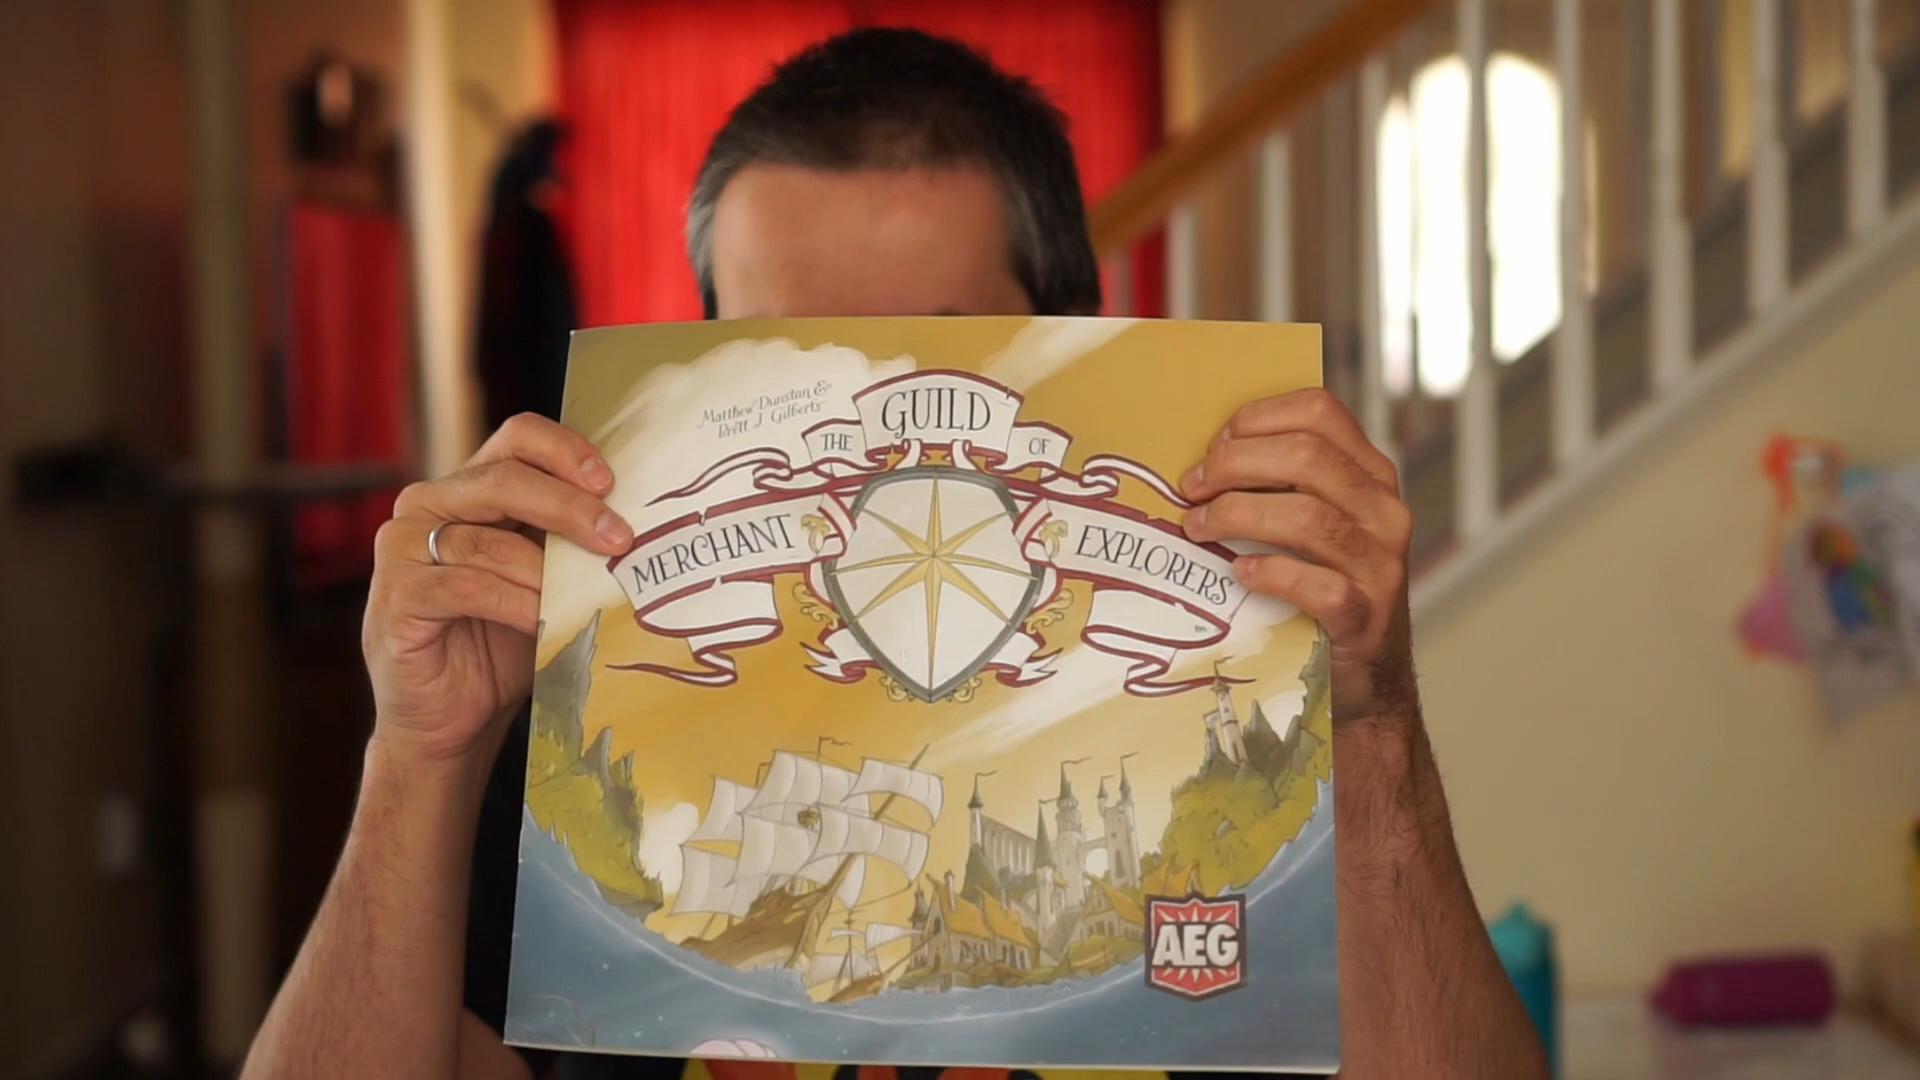 Matthew Dunstan &
Brett J Gilbert
THE GUILD OF
MERCHANT EXPLORERS
AEG